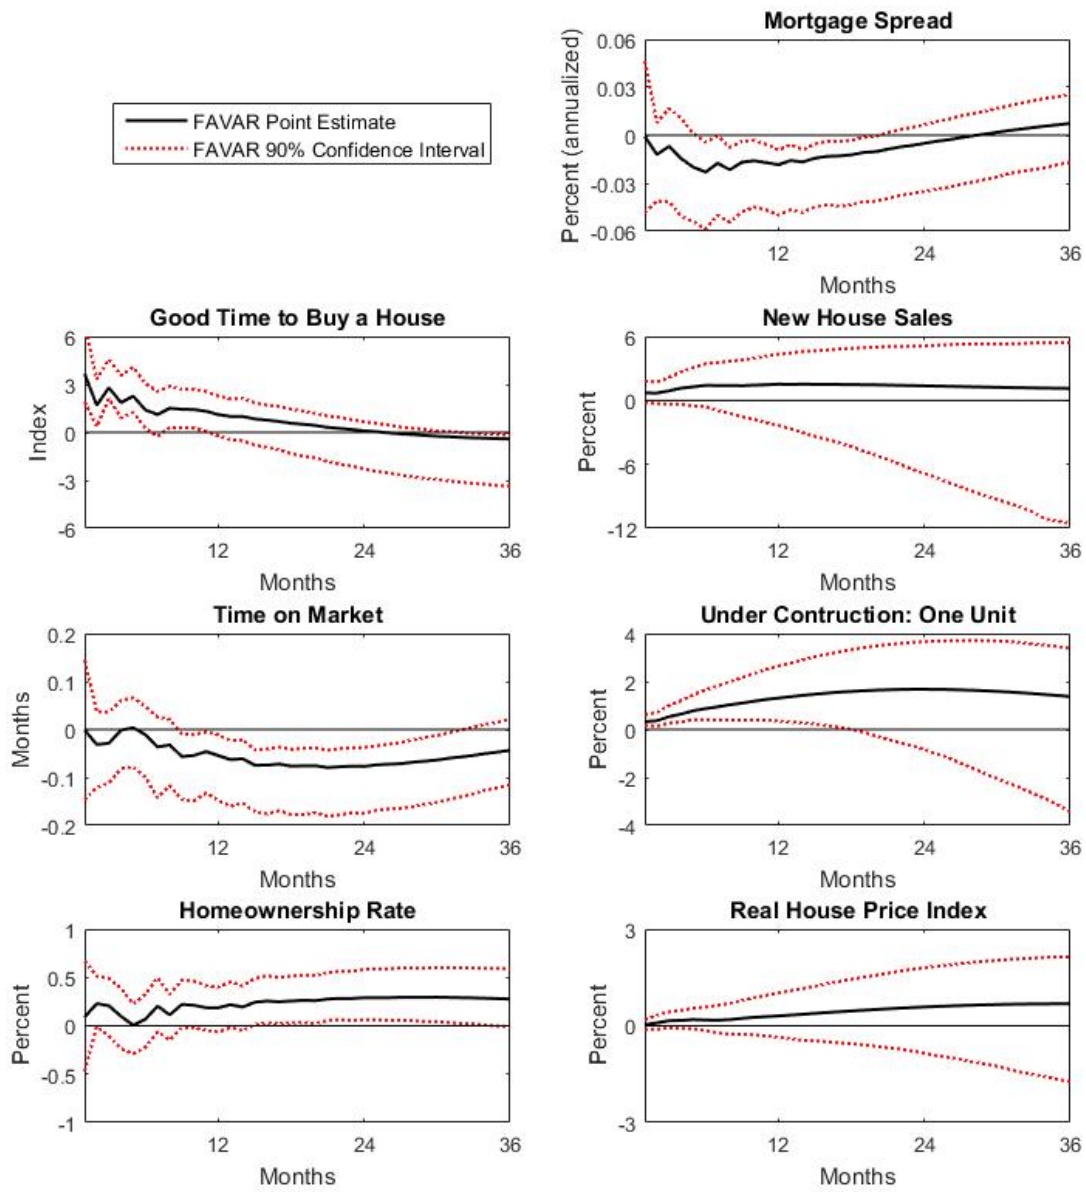 Mortgage Spread
FAVAR Point Estimate
FAVAR 90% Confidence Interval
Percent (annualized)
0.06
0.03
0
-0.03
-0.06
12 24 36
Months
Good Time to Buy a House
Index
6
3
0
-3
-6
12 24 36
Months
New House Sales
Percent
6
0
-6
-12
12 24 36
Months
Time on Market
Months
0.2
0.1
0
-0.1
-0.2
12 24 36
Months
Under Contruction: One Unit
Percent
4
2
0
-2
-4
12 24 36
Months
Homeownership Rate
Percent
1
0.5
0
-0.5
-1
12 24 36
Months
Real House Price Index
Percent
3
0
-3
12 24 36
Months